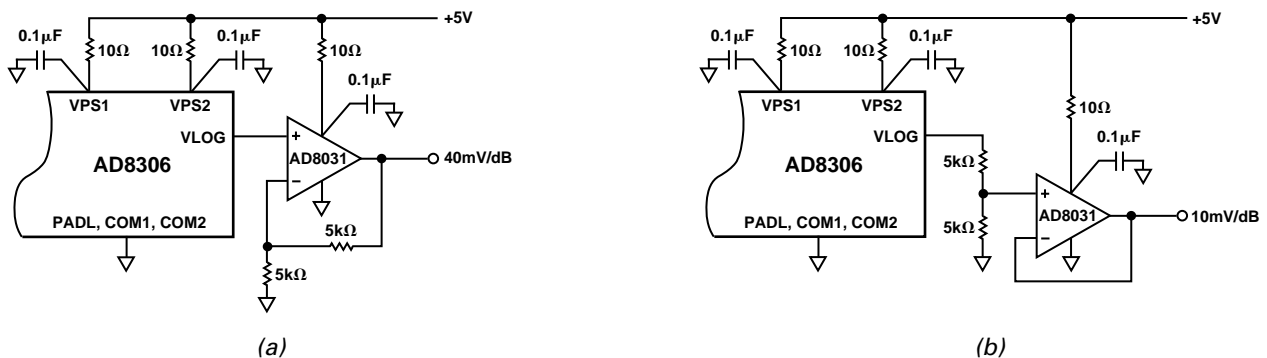 +5V
0.1µF
10Ω
10Ω
0.1µF
10Ω
0.1µF
VPS1
VPS2
VLOG
+
AD8031
−
40mV/dB
AD8306
PADL, COM1, COM2
5kΩ
5kΩ
(a)
+5V
0.1µF
10Ω
10Ω
0.1µF
VPS1
VPS2
10Ω
VLOG
0.1µF
5kΩ
AD8306
+
AD8031
−
10mV/dB
5kΩ
PADL, COM1, COM2
(b)